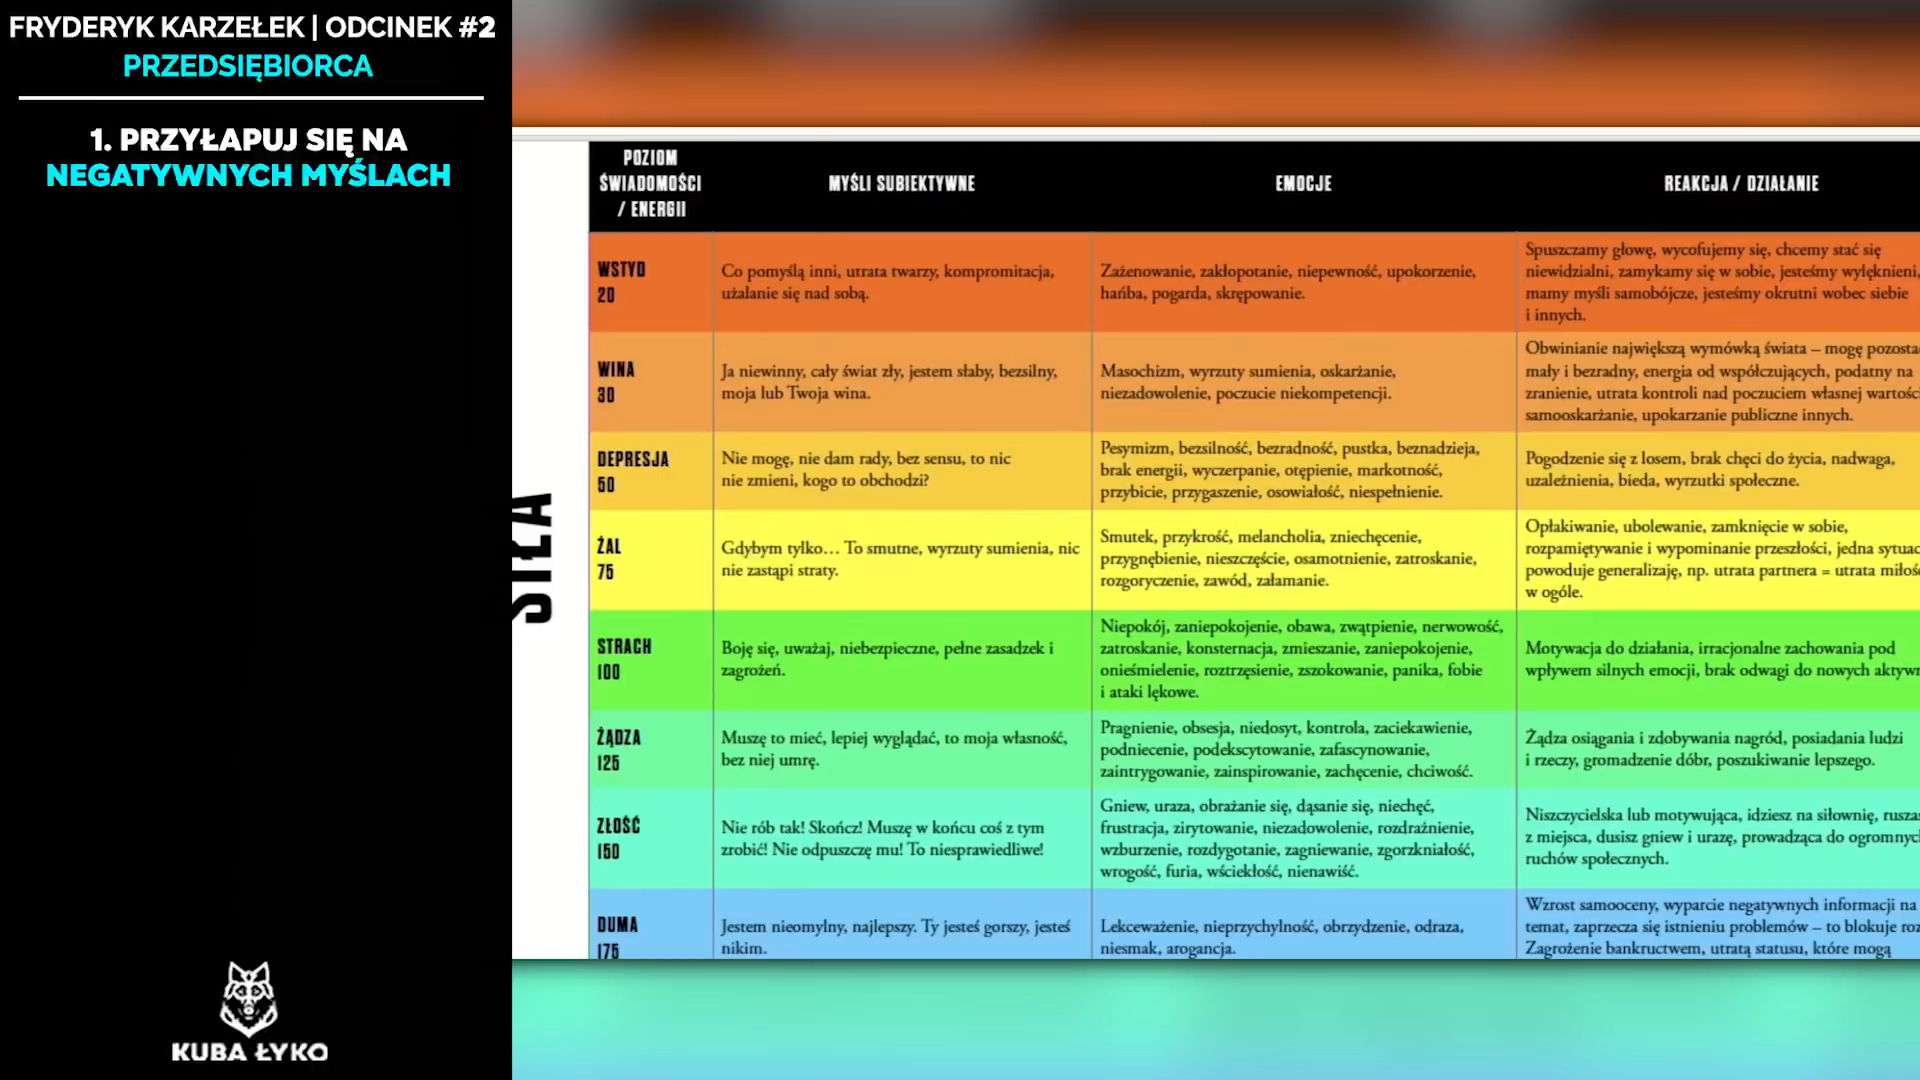 FRYDERYK KARZEŁEK | ODCINEK #2
PRZEDSIĘBIORCA
1. PRZYŁAPUJ SIĘ NA
NEGATYWNYCH MYŚLACH
KUBA ŁYKO
SIŁA
POZIOM
ŚWIADOMOŚCI
/ ENERGII
MYŚLI SUBIEKTYWNE
EMOCJE
REAKCJA / DZIAŁANIE
WSTYD
20
Co pomyślą inni, utrata twarzy, kompromitacja,
użalanie się nad sobą.
Zażenowanie, zakłopotanie, niepewność, upokorzenie,
hańba, pogarda, skrępowanie.
Spuszczamy głowę, wycofujemy się, chcemy stać się
niewidzialni, zamykamy się w sobie, jesteśmy wylęknieni,
mamy myśli samobójcze, jesteśmy okrutni wobec siebie
i innych.
WINA
30
Ja niewinny, cały świat zły, jestem słaby, bezsilny,
moja lub Twoja wina.
Masochizm, wyrzuty sumienia, oskarżanie,
niezadowolenie, poczucie niekompetencji.
Obwinianie największą wymówką świata – mogę
mały i bezradny, energia od współczujących, podatny na
zranienie, utrata kontroli nad poczuciem własnej
samooskarżanie, upokarzanie publiczne innych.
DEPRESJA
50
Nie mogę, nie dam rady, bez sensu, to nic
nie zmieni, kogo to obchodzi?
Pesymizm, bezsilność, bezradność, pustka, beznadzieja,
brak energii, wyczerpanie, otępienie, markotność,
przybicie, przygaszenie, osowiałość, niespełnienie.
Pogodzenie się z losem, brak chęci do życia, nadwaga,
uzależnienia, bieda, wyrzutki społeczne.
ŻAL
75
Gdybym tylko… To smutne, wyrzuty sumienia, nic
nie zastąpi straty.
Smutek, przykrość, melancholia, zniechęcenie,
przygnębienie, nieszczęście, osamotnienie, zatroskanie,
rozgoryczenie, zawód, załamanie.
Opłakiwanie, ubolewanie, zamknięcie w sobie,
rozpamiętywanie i wypominanie przeszłości, jedna
powoduje generalizaję, np. utrata partnera = utrata
w ogóle.
STRACH
100
Boję się, uważaj, niebezpieczne, pełne zasadzek i
zagrożeń.
Niepokój, zaniepokojenie, obawa, zwątpienie, nerwowość,
zatroskanie, konsternacja, zmieszanie, zaniepokojenie,
onieśmielenie, roztrzęsienie, zszokowanie, panika, fobie
i ataki lękowe.
Motywacja do działania, irracjonalne zachowania pod
wpływem silnych emocji, brak odwagi do nowych
ŻĄDZA
125
Muszę to mieć, lepiej wyglądać, to moja własność,
bez niej umrę.
Pragnienie, obsesja, niedosyt, kontrola, zaciekawienie,
podniecenie, podekscytowanie, zafascynowanie,
zaintrygowanie, zainspirowanie, zachęcenie, chciwość.
Żądza osiągania i zdobywania nagród, posiadania ludzi
i rzeczy, gromadzenie dóbr, poszukiwanie lepszego.
ZŁOŚĆ
150
Nie rób tak! Skończ! Muszę w końcu coś z tym
zrobić! Nie odpuszczę mu! To niesprawiedliwe!
Gniew, uraza, obrażanie się, dąsanie się, niechęć,
frustracja, zirytowanie, niezadowolenie, rozdrażnienie,
wzburzenie, rozdygotanie, zagniewanie, zgorzkniałość,
wrogość, furia, wściekłość, nienawiść.
Niszczycielska lub motywująca, idziesz na siłownię,
z miejsca, dusisz gniew i urazę, prowadząca do
ruchów społecznych.
DUMA
175
Jestem nieomylny, najlepszy. Ty jesteś gorszy, jesteś
nikim.
Lekceważenie, nieprzychylność, obrzydzenie, odraza,
niesmak, arogancja.
Wzrost samooceny, wyparcie negatywnych informacji na
temat, zaprzecza się istnieniu problemów – to blokuje
Zagrożenie bankructwem, utratą statusu, które mogą